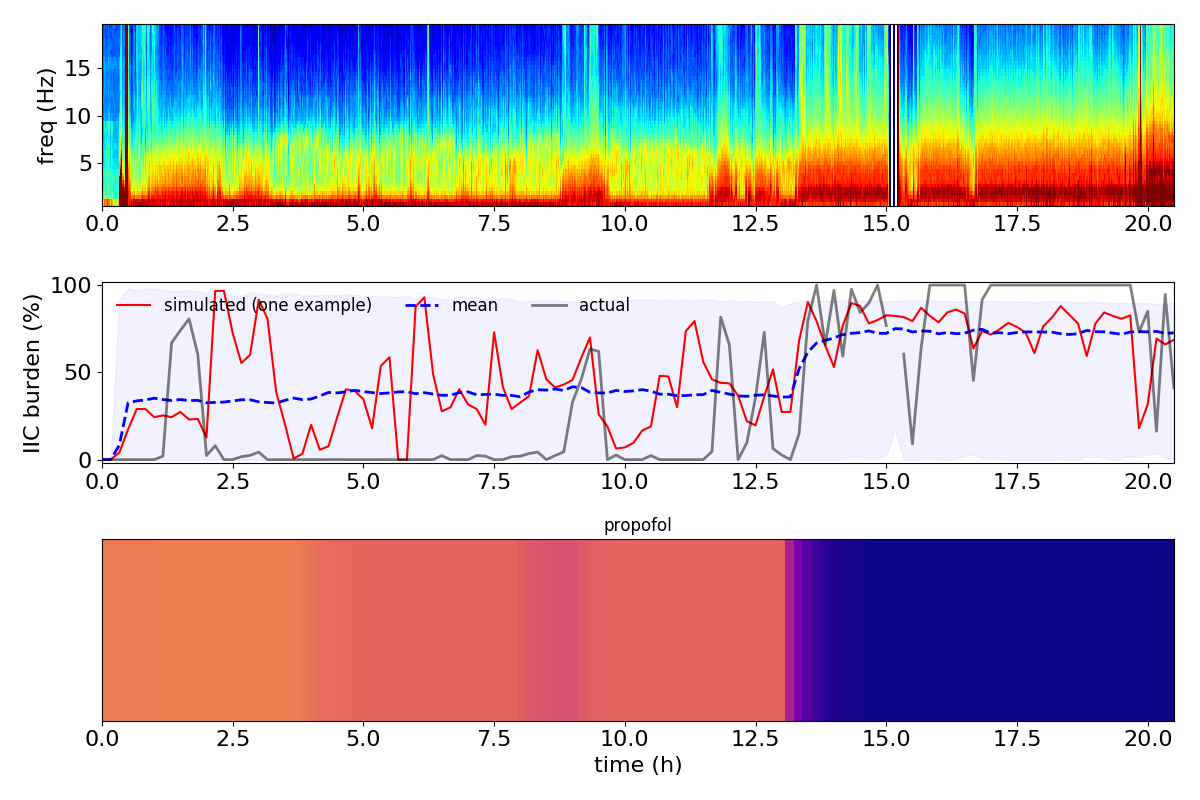 freq (Hz)
15
10
5
0.0 2.5 5.0 7.5 10.0 12.5 15.0 17.5 20.0
IIC burden (%)
100
50
0
simulated (one example) mean actual
0.0 2.5 5.0 7.5 10.0 12.5 15.0 17.5 20.0
propofol
0.0 2.5 5.0 7.5 10.0 12.5 15.0 17.5 20.0
time (h)